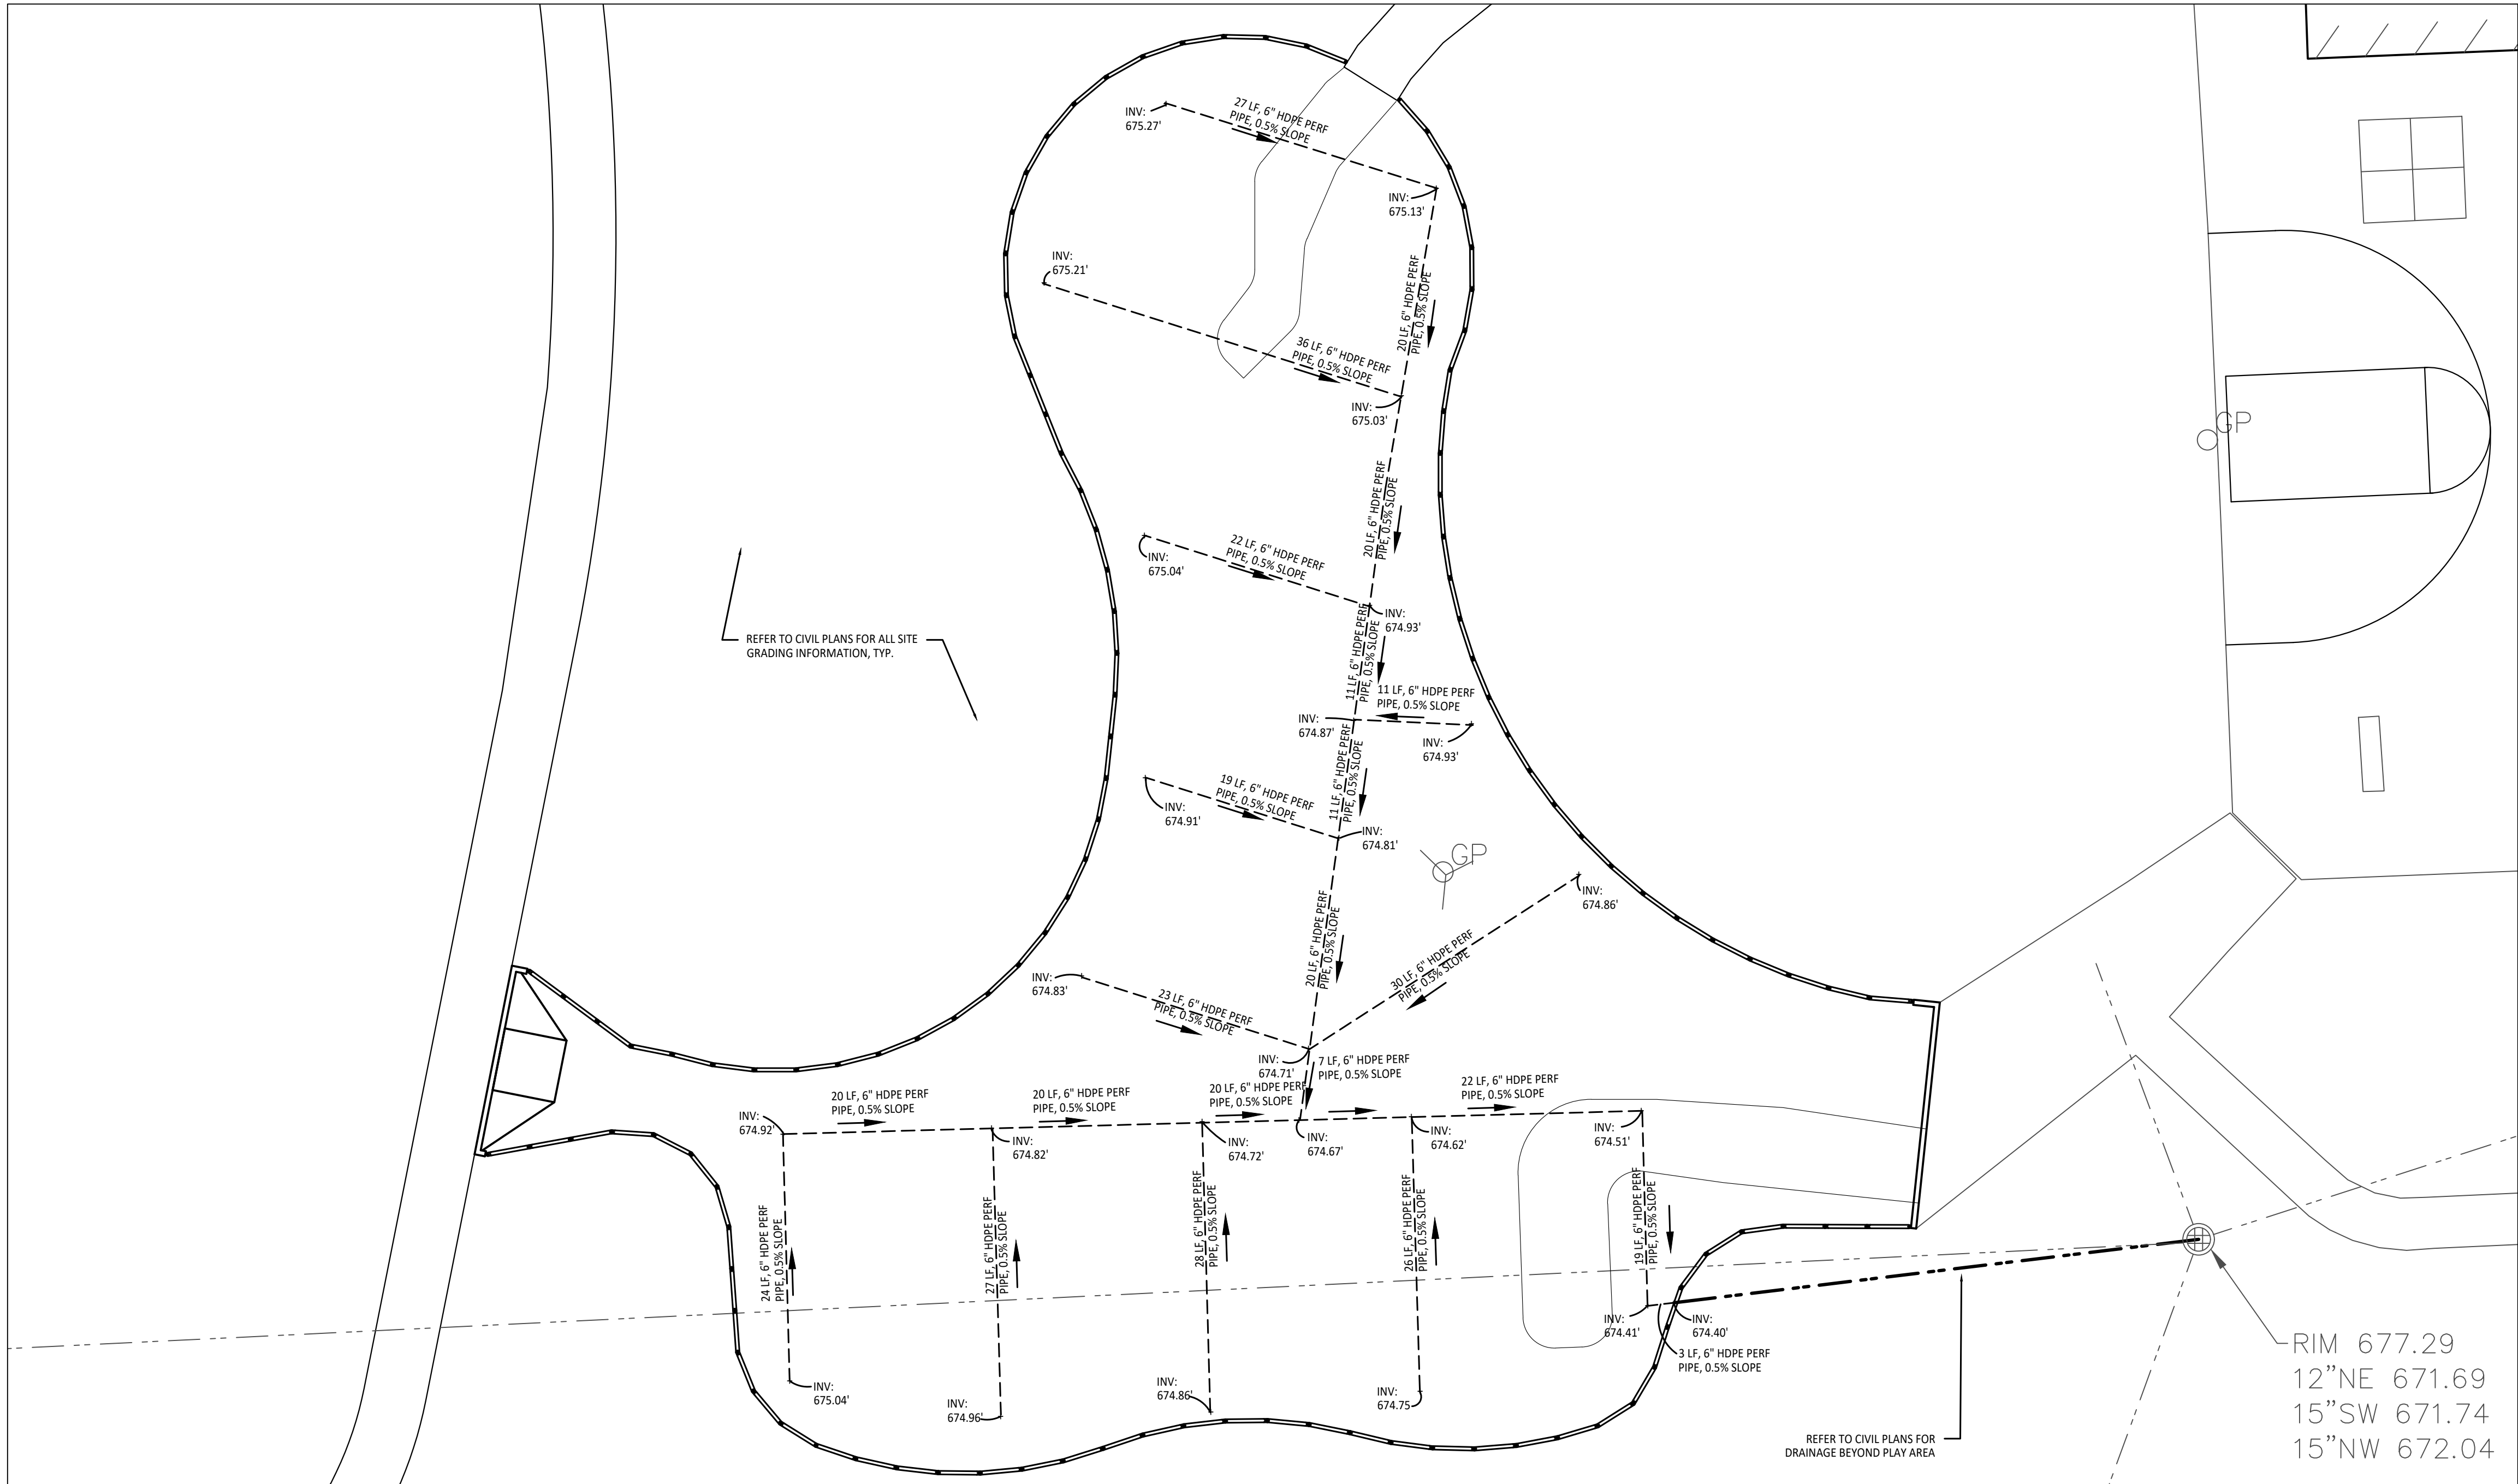 INV:
675.27'
27 LF, 6" HDPE PERF
PIPE, 0.5% SLOPE
INV:
675.13'
INV:
675.21'
20 LF, 6" HDPE PERF
PIPE, 0.5% SLOPE
36 LF, 6" HDPE PERF
PIPE, 0.5% SLOPE
INV:
675.03'
GP
20 LF, 6" HDPE PERF
PIPE, 0.5% SLOPE
22 LF, 6" HDPE PERF
PIPE, 0.5% SLOPE
INV:
675.04'
INV:
674.93'
REFER TO CIVIL PLANS FOR ALL SITE
GRADING INFORMATION, TYP.
11 LF, 6" HDPE PERF
PIPE, 0.5% SLOPE
11 LF, 6" HDPE PERF
PIPE, 0.5% SLOPE
INV:
674.87'
INV:
674.93'
11 LF, 6" HDPE PERF
PIPE, 0.5% SLOPE
19 LF, 6" HDPE PERF
PIPE, 0.5% SLOPE
INV:
674.91'
INV:
674.81'
GP
INV:
674.86'
20 LF, 6" HDPE PERF
PIPE, 0.5% SLOPE
30 LF, 6" HDPE PERF
PIPE, 0.5% SLOPE
INV:
674.83'
23 LF, 6" HDPE PERF
PIPE, 0.5% SLOPE
INV:
674.71'
7 LF, 6" HDPE PERF
PIPE, 0.5% SLOPE
20 LF, 6" HDPE PERF
PIPE, 0.5% SLOPE
20 LF, 6" HDPE PERF
PIPE, 0.5% SLOPE
20 LF, 6" HDPE PERF
PIPE, 0.5% SLOPE
22 LF, 6" HDPE PERF
PIPE, 0.5% SLOPE
INV:
674.92'
INV:
674.82'
INV:
674.72'
INV:
674.67'
INV:
674.62'
INV:
674.51'
24 LF, 6" HDPE PERF
PIPE, 0.5% SLOPE
27 LF, 6" HDPE PERF
PIPE, 0.5% SLOPE
28 LF, 6" HDPE PERF
PIPE, 0.5% SLOPE
26 LF, 6" HDPE PERF
PIPE, 0.5% SLOPE
19 LF, 6" HDPE PERF
PIPE, 0.5% SLOPE
INV:
674.41'
INV:
674.40'
3 LF, 6" HDPE PERF
PIPE, 0.5% SLOPE
INV:
675.04'
INV:
674.96'
INV:
674.86'
INV:
674.75
REFER TO CIVIL PLANS FOR
DRAINAGE BEYOND PLAY AREA
RIM 677.29
12"NE 671.69
15"SW 671.74
15"NW 672.04